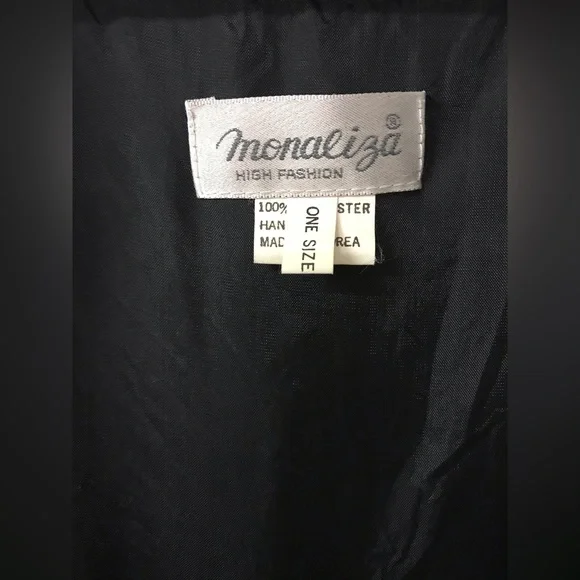 monaliza®
HIGH FASHION
100% STER
HAN
MAD REA
ONE SIZE